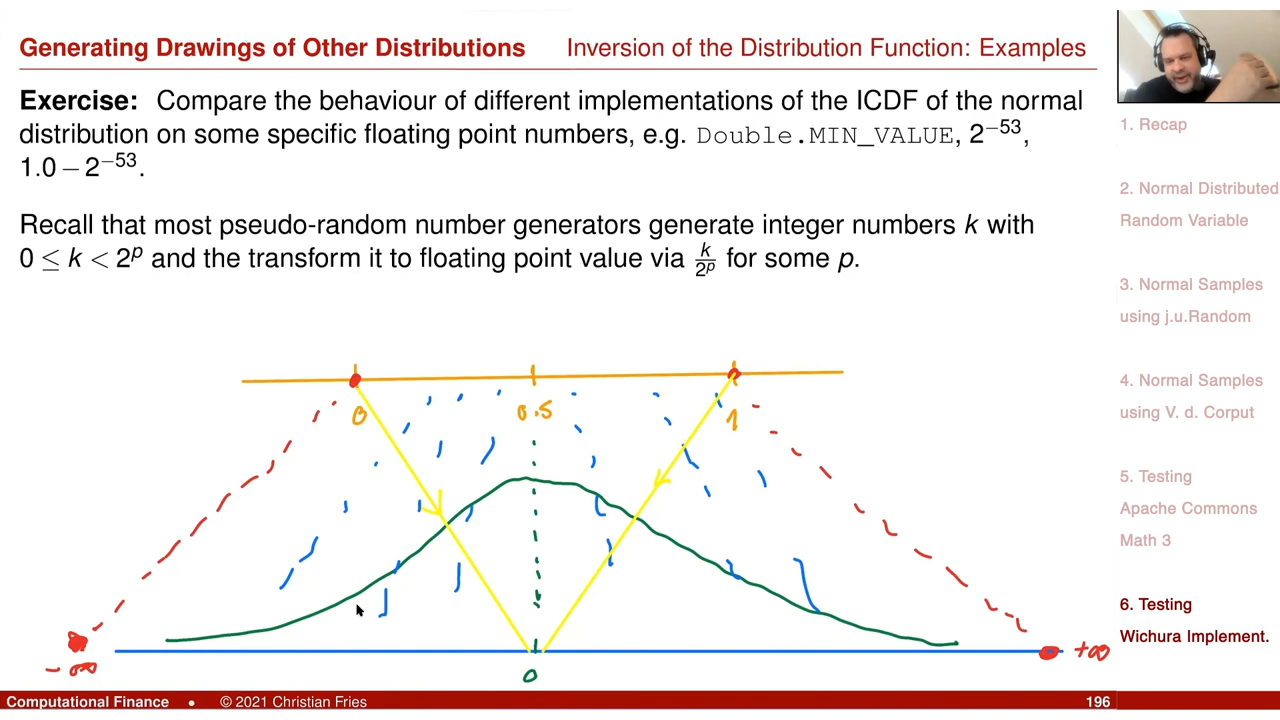 Generating Drawings of Other Distributions Inversion of the Distribution Function: Examples
Exercise: Compare the behaviour of different implementations of the ICDF of the normal
distribution on some specific floating point numbers, e.g. Double.MIN_VALUE, 2⁻⁵³,
1.0 − 2⁻⁵³.
Recall that most pseudo-random number generators generate integer numbers k with
0 ≤ k < 2ᵖ and the transform it to floating point value via k/2ᵖ for some p.
0 0.5 1
-∞ +∞
0
1. Recap
2. Normal Distributed
Random Variable
3. Normal Samples
using j.u.Random
4. Normal Samples
using V. d. Corput
5. Testing
Apache Commons
Math 3
6. Testing
Wichura Implement.
Computational Finance • © 2021 Christian Fries 196